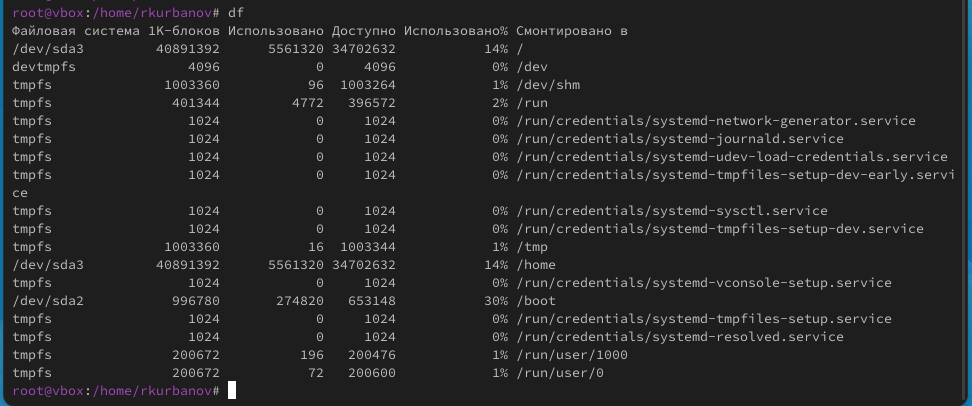 root@vbox:/home/rkurbanov# df
Файловая система 1K-блоков Использовано Доступно Использовано% Смонтировано в
/dev/sda3         40891392      5561320 34702632           14% /
devtmpfs              4096            0     4096            0% /dev
tmpfs              1003360           96  1003264            1% /dev/shm
tmpfs               401344         4772   396572            2% /run
tmpfs                 1024            0     1024            0% /run/credentials/systemd-network-generator.service
tmpfs                 1024            0     1024            0% /run/credentials/systemd-journald.service
tmpfs                 1024            0     1024            0% /run/credentials/systemd-udev-load-credentials.service
tmpfs                 1024            0     1024            0% /run/credentials/systemd-tmpfiles-setup-dev-early.servi
ce
tmpfs                 1024            0     1024            0% /run/credentials/systemd-sysctl.service
tmpfs                 1024            0     1024            0% /run/credentials/systemd-tmpfiles-setup-dev.service
tmpfs              1003360           16  1003344            1% /tmp
/dev/sda3         40891392      5561320 34702632           14% /home
tmpfs                 1024            0     1024            0% /run/credentials/systemd-vconsole-setup.service
/dev/sda2           996780       274820   653148           30% /boot
tmpfs                 1024            0     1024            0% /run/credentials/systemd-tmpfiles-setup.service
tmpfs                 1024            0     1024            0% /run/credentials/systemd-resolved.service
tmpfs               200672          196   200476            1% /run/user/1000
tmpfs               200672           72   200600            1% /run/user/0
root@vbox:/home/rkurbanov#